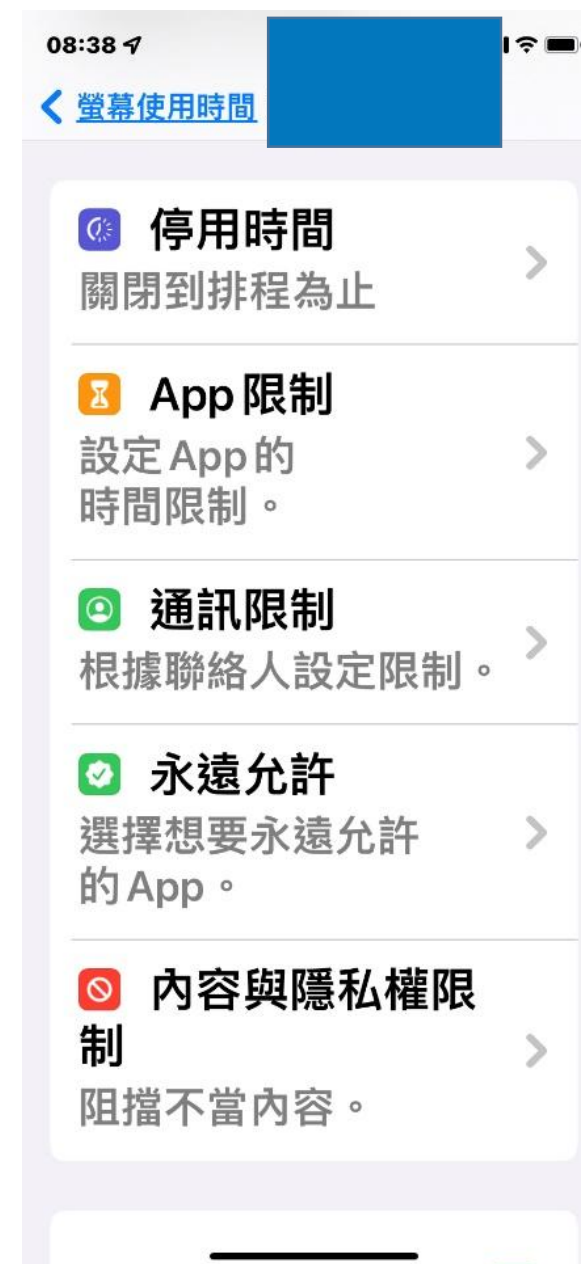 08:38
螢幕使用時間
停用時間
關閉到排程為止
App 限制
設定 App 的
時間限制。
通訊限制
根據聯絡人設定限制。
永遠允許
選擇想要永遠允許
的 App。
內容與隱私權限
制
阻擋不當內容。